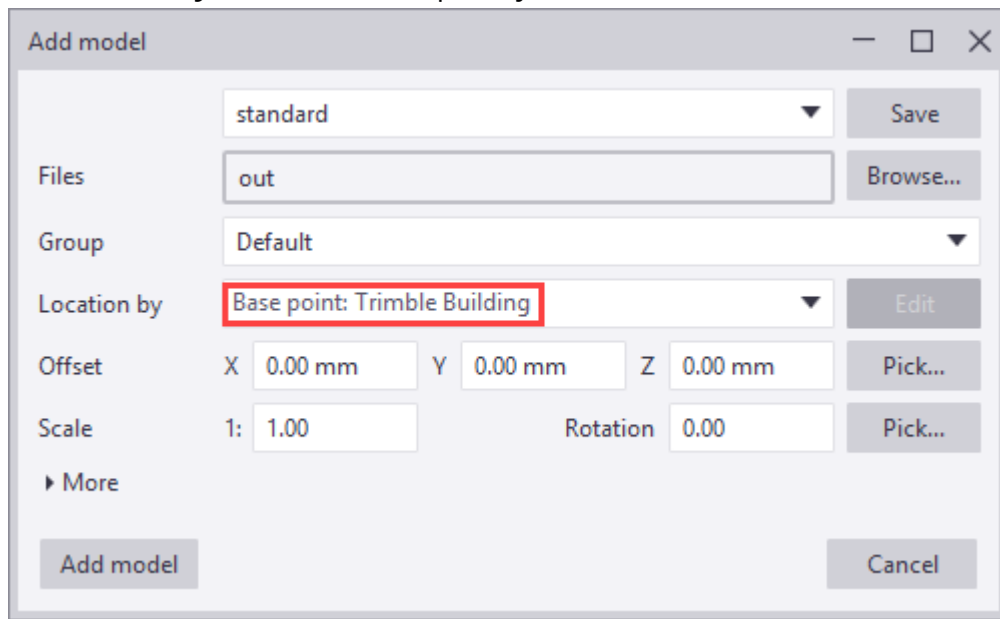 Add model
standard Save
Files out Browse...
Group Default
Location by Base point: Trimble Building Edit
Offset X 0.00 mm Y 0.00 mm Z 0.00 mm Pick...
Scale 1: 1.00 Rotation 0.00 Pick...
More
Add model Cancel